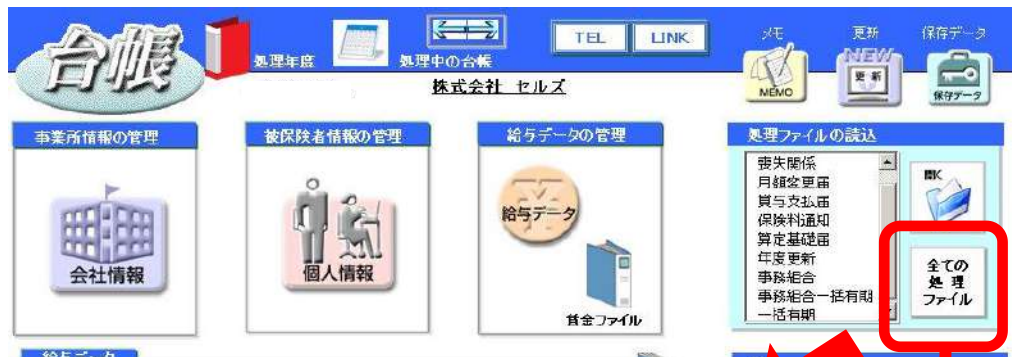 台帳
処理年度
処理中の台帳
TEL
LINK
メモ
更新
保存データ
MEMO
NEW
更新
保存データ
株式会社 セルズ
事業所情報の管理
被保険者情報の管理
給与データの管理
処理ファイルの読込
会社情報
個人情報
給与データ
賃金ファイル
喪失関係
月額変更届
賞与支払届
保険料通知
算定基礎届
年度更新
事務組合
事務組合一括有期
一括有期
開く
全ての
処理
ファイル
給与データ